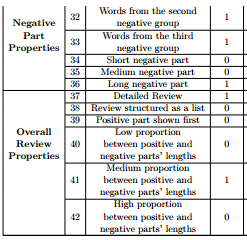 32 Words from the second negative group 1
Negative Part Properties
33 Words from the third negative group 1
34 Short negative part 0
35 Medium negative part 0
36 Long negative part 1
37 Detailed Review 1
Overall Review Properties
38 Review structured as a list 0
39 Positive part shown first 0
40 Low proportion between positive and negative parts' lengths 0
41 Medium proportion between positive and negative parts' lengths 1
42 High proportion between positive and negative parts' lengths 0